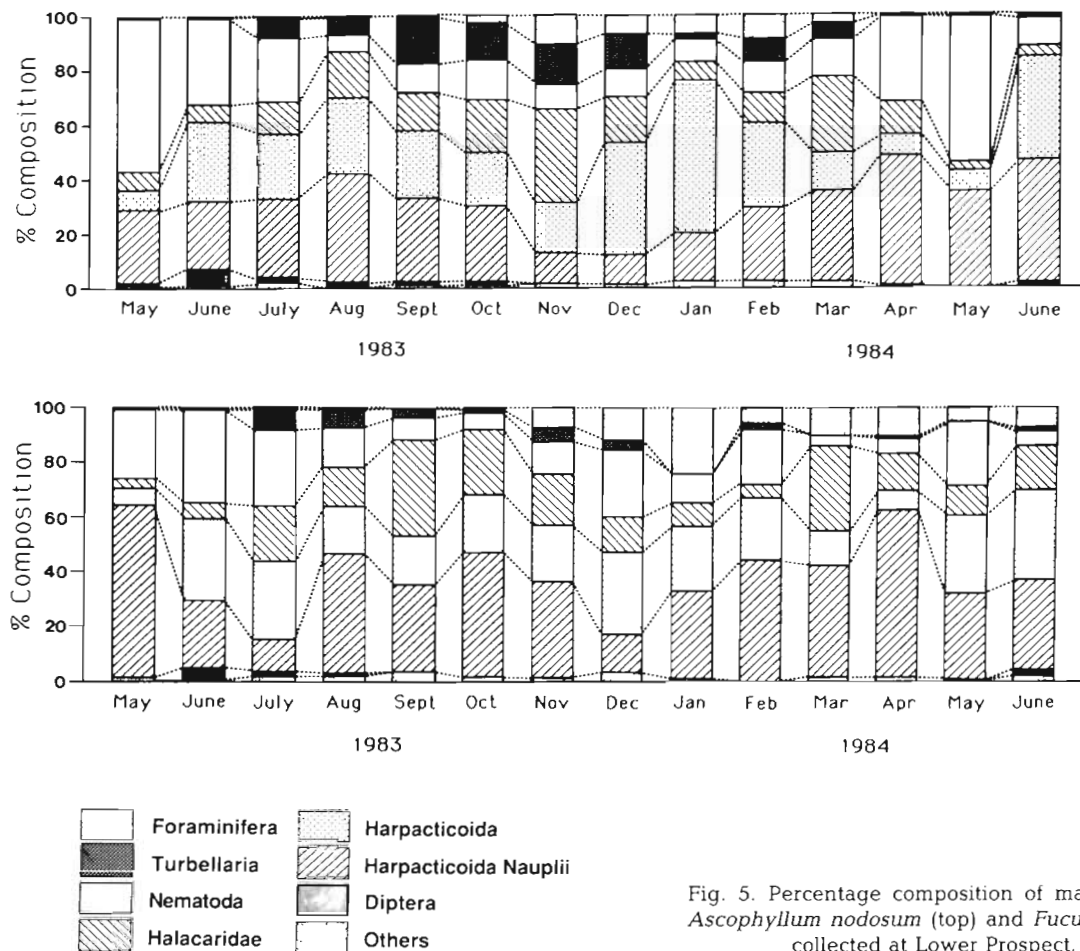 100
80
60
40
20
0
% Composition
May June July Aug Sept Oct Nov Dec Jan Feb Mar Apr May June
1983 1984
100
80
60
40
20
0
% Composition
May June July Aug Sept Oct Nov Dec Jan Feb Mar Apr May June
1983 1984
Foraminifera
Turbellaria
Nematoda
Halacaridae
Harpacticoida
Harpacticoida Nauplii
Diptera
Others
Fig. 5. Percentage composition of
Ascophyllum nodosum (top) and
collected at Lower Prospect